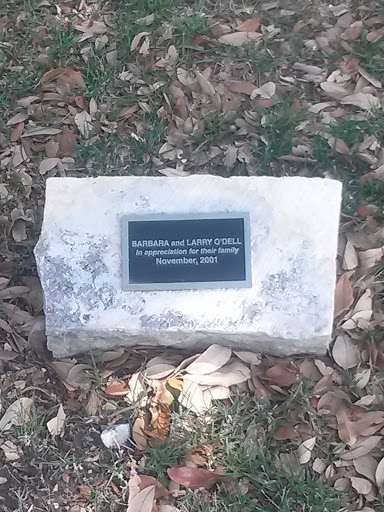 BARBARA and LARRY O'DELL
in appreciation for their family
November, 2001